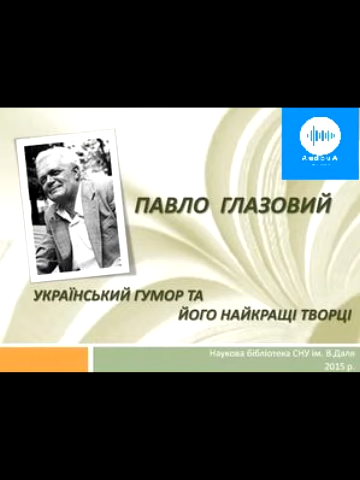 ПАВЛО ГЛАЗОВИЙ
УКРАЇНСЬКИЙ ГУМОР ТА
ЙОГО НАЙКРАЩІ ТВОРЦІ
Наукова бібліотека СНУ ім. В.Даля
2015 р.